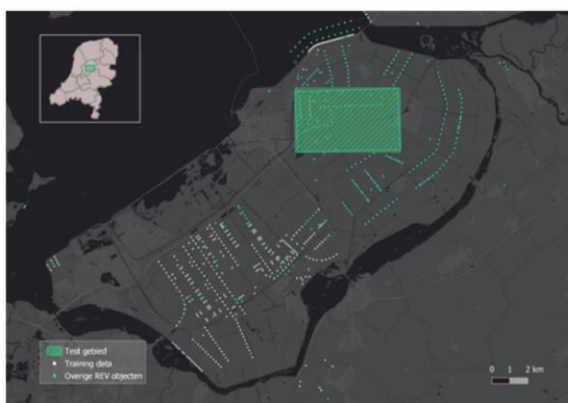 Test gebied
Training data
Overige REV objecten
0 1 2 km